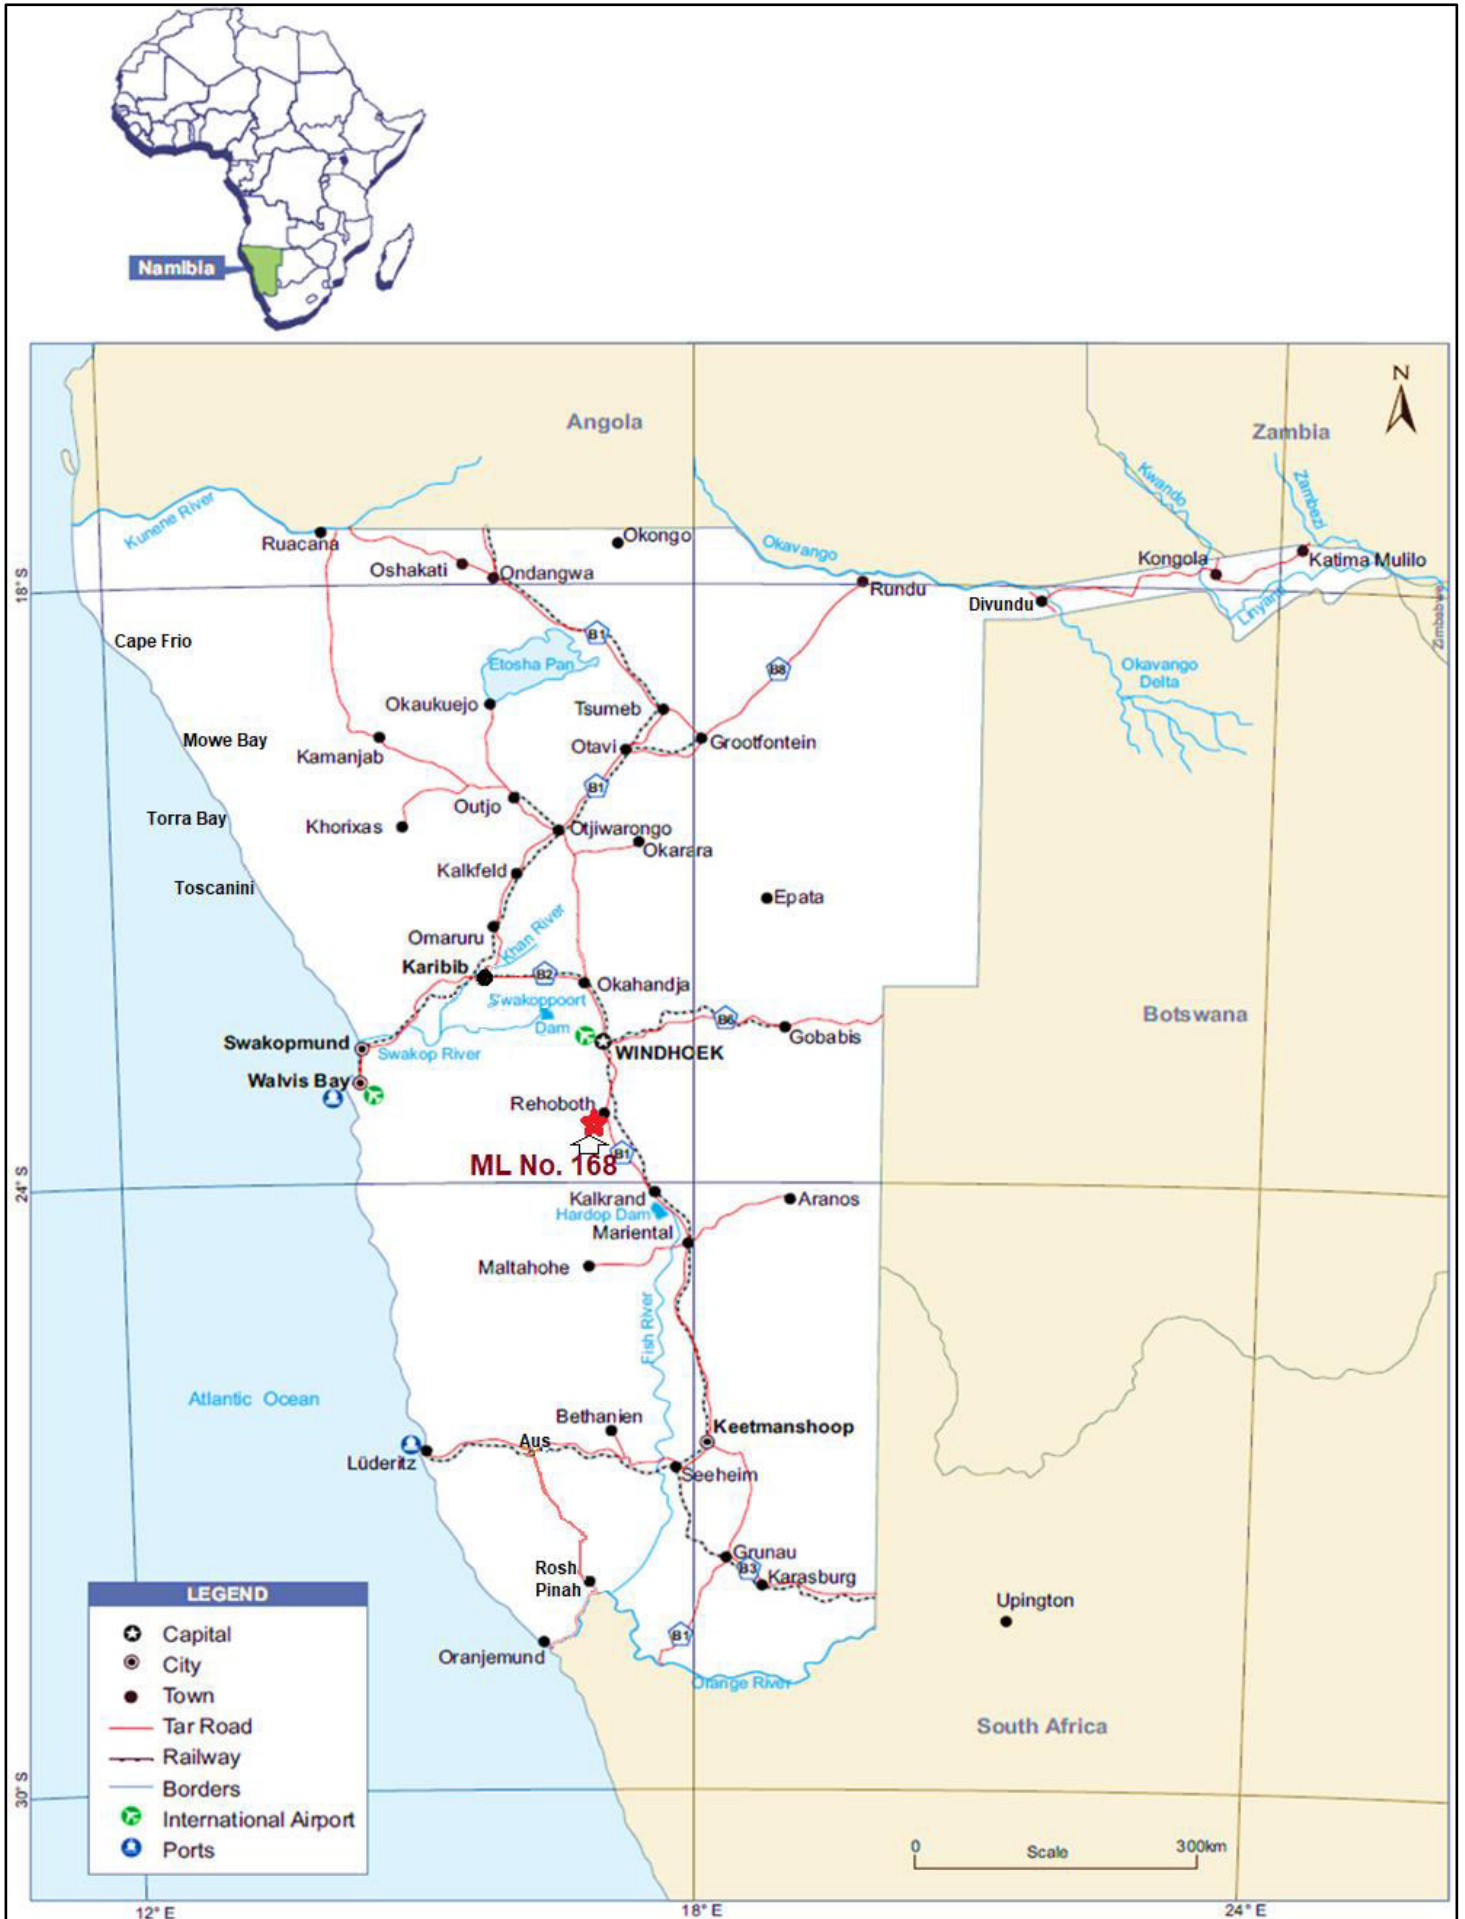 Namibia
N
Angola
Zambia
Kwando
Zambezi
Kunene River
Ruacana
Okongo
Okavango
Oshakati
Ondangwa
Kongola
Katima Mulilo
18° S
Rundu
Divundu
Linyanti
Zimbabwe
Cape Frio
B1
Etosha Pan
B8
Okavango
Delta
Okaukuejo
Tsumeb
Mowe Bay
Otavi
Grootfontein
Kamanjab
B1
Outjo
Torra Bay
Khorixas
Otjiwarongo
Okarara
Kalkfeld
Toscanini
Epata
Omaruru
Khan River
Karibib
B2
Okahandja
Swakoppoort
Dam
Botswana
B6
Gobabis
Swakopmund
Swakop River
WINDHOEK
Walvis Bay
Rehoboth
B1
ML No. 168
24° S
Kalkrand
Aranos
Hardop Dam
Mariental
Maltahohe
Fish River
Atlantic Ocean
Bethanien
Keetmanshoop
Aus
Lüderitz
Seeheim
Grunau
B3
Karasburg
Rosh
Pinah
Upington
B1
Oranjemund
Orange River
South Africa
LEGEND
Capital
City
Town
Tar Road
Railway
Borders
International Airport
Ports
30° S
0
Scale
300km
12° E
18° E
24° E